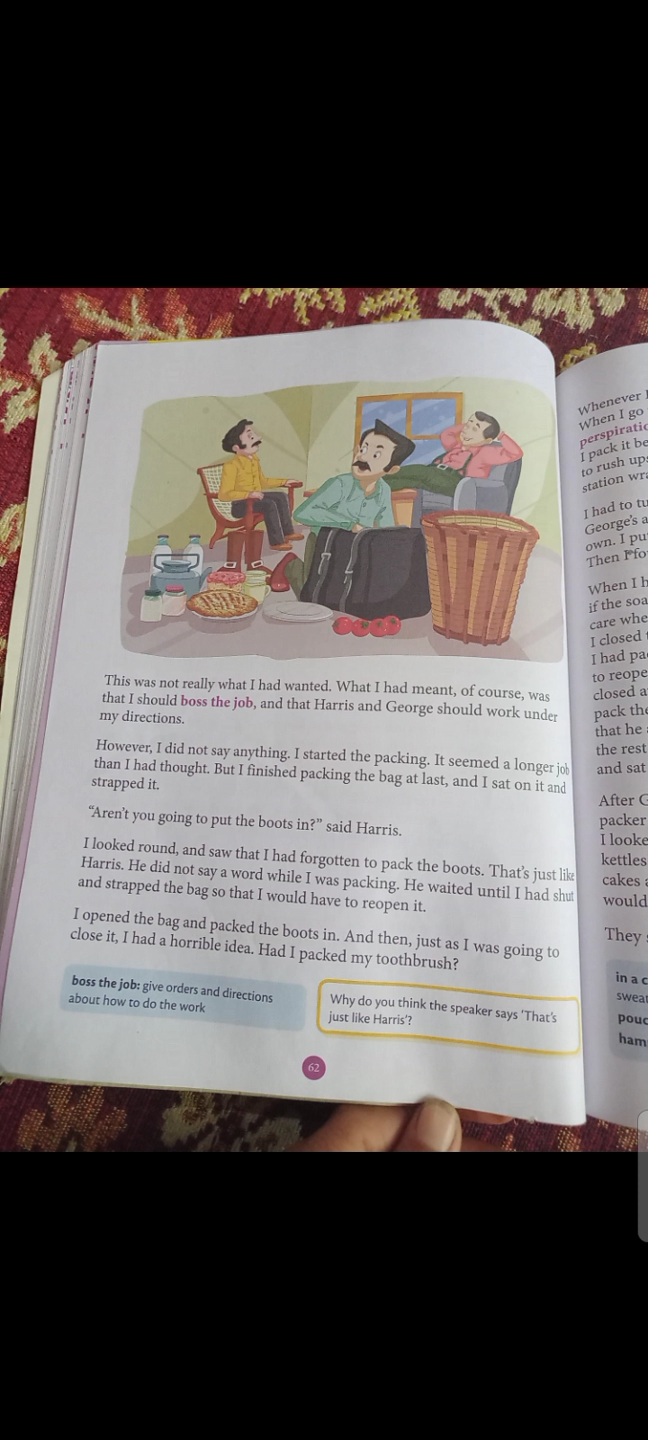 This was not really what I had wanted. What I had meant, of course, was
that I should boss the job, and that Harris and George should work under
my directions.
However, I did not say anything. I started the packing. It seemed a longer job
than I had thought. But I finished packing the bag at last, and I sat on it and
strapped it.
“Aren’t you going to put the boots in?” said Harris.
I looked round, and saw that I had forgotten to pack the boots. That’s just like
Harris. He did not say a word while I was packing. He waited until I had shut
and strapped the bag so that I would have to reopen it.
I opened the bag and packed the boots in. And then, just as I was going to
close it, I had a horrible idea. Had I packed my toothbrush?
boss the job: give orders and directions
about how to do the work
Why do you think the speaker says ‘That’s
just like Harris’?
62
Whenever
When I go
I pack it be
to rush
station
I had to
George’s
own. I
Then
When I
if the
care
I closed
I had
to reope
closed
pack
that he
the rest
and sat
After
packer
I looke
kettles
cakes
would
They
in a